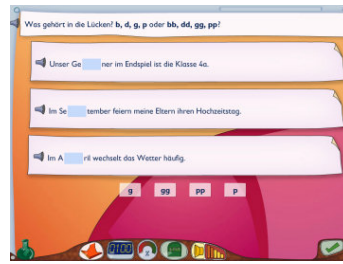 Was gehört in die Lücken? b, d, g, p oder bb, dd, gg, pp?
Unser Ge ner im Endspiel ist die Klasse 4a.
Im Se tember feiern meine Eltern ihren Hochzeitstag.
Im A ril wechselt das Wetter häufig.
g gg pp p
0100